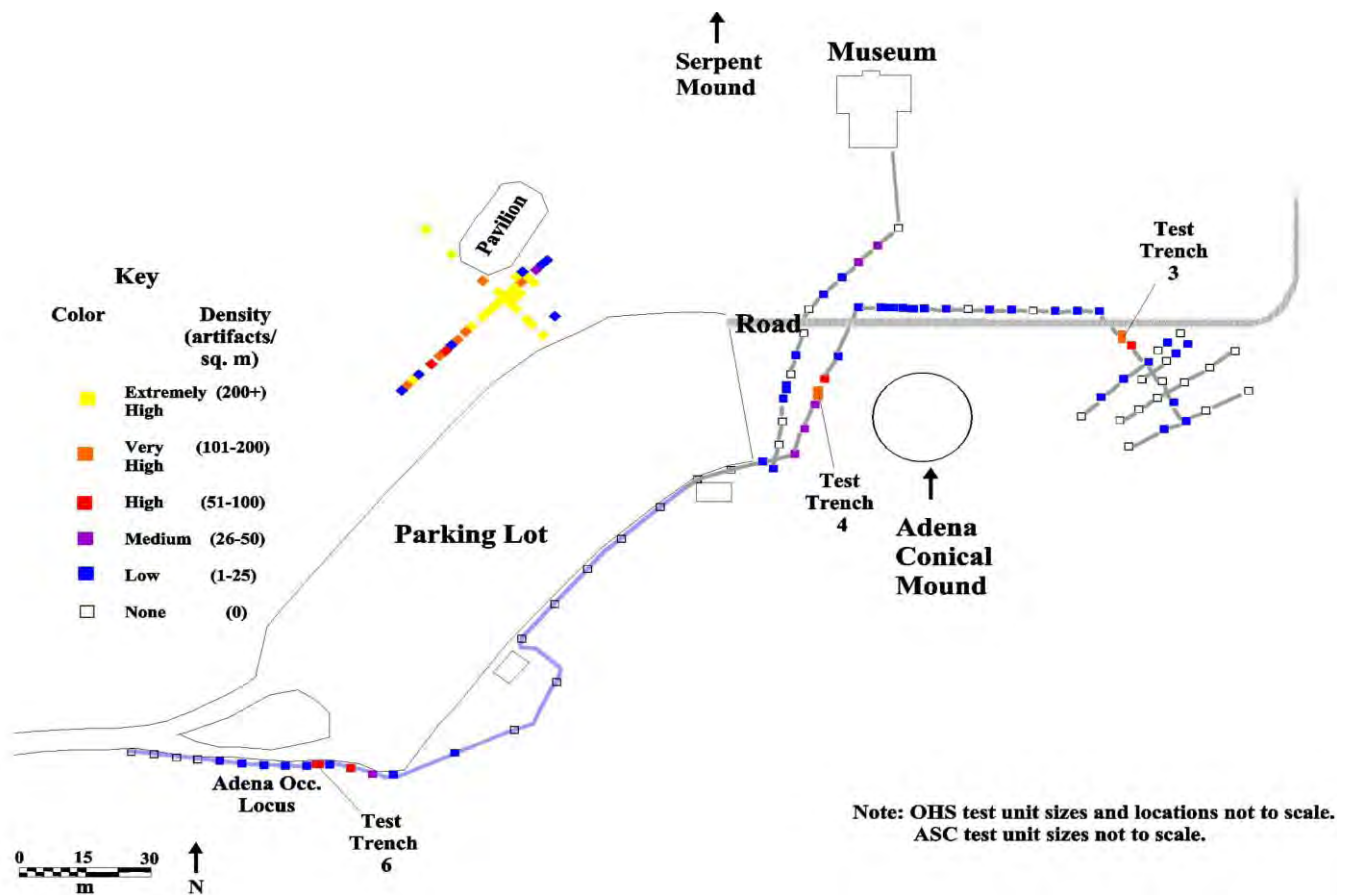 Serpent
Mound
Museum
Pavilion
Test
Trench
3
Key
Color
Density
(artifacts/
sq. m)
Extremely (200+)
High
Very (101-200)
High
High (51-100)
Medium (26-50)
Low (1-25)
None (0)
Road
Test
Trench
4
Parking Lot
Adena
Conical
Mound
Adena Occ.
Locus
Test
Trench
6
Note: OHS test unit sizes and locations not to scale.
ASC test unit sizes not to scale.
0 15 30
m
N